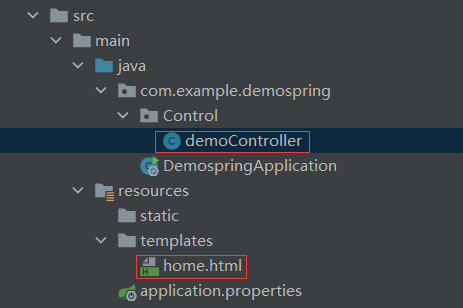 src
main
java
com.example.demospring
Control
demoController
DemospringApplication
resources
static
templates
home.html
application.properties